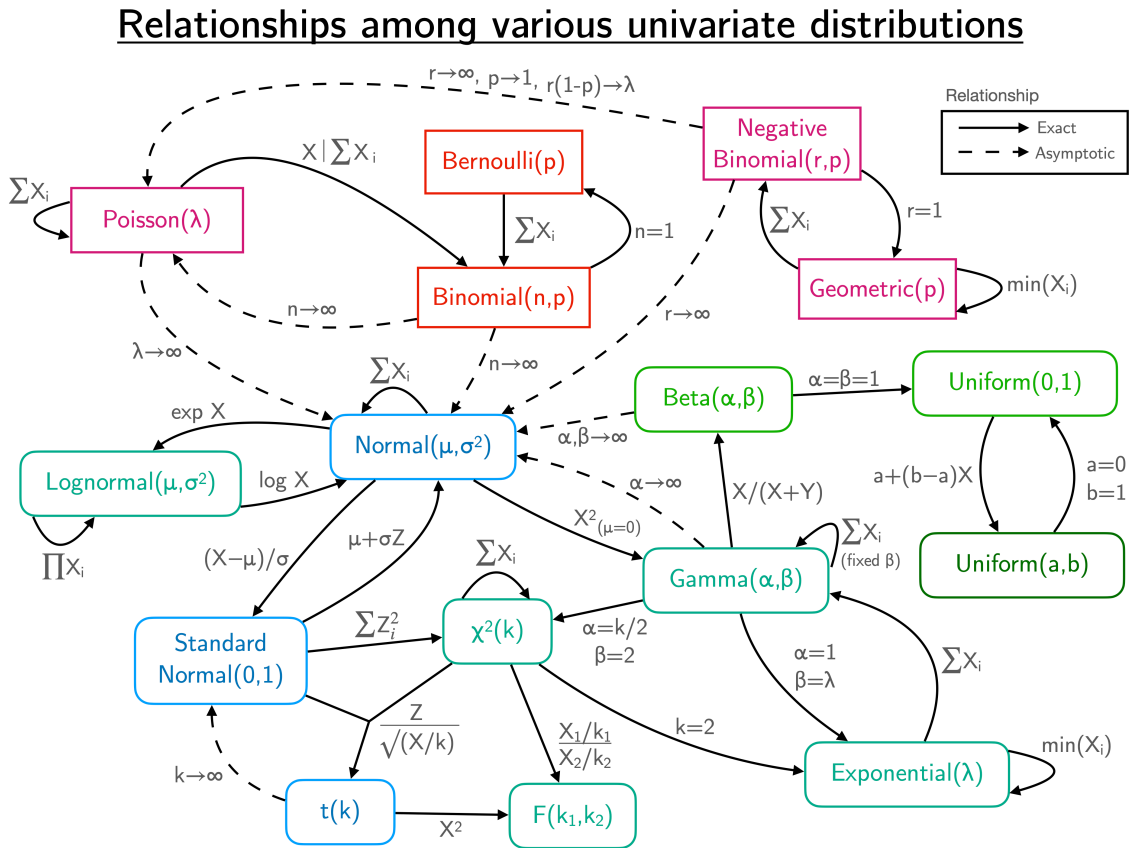 Relationships among various univariate distributions
r→∞, p→1, r(1-p)→λ
Relationship
Exact
Asymptotic
Negative
Binomial(r,p)
Bernoulli(p)
X|∑Xᵢ
∑Xᵢ
Poisson(λ)
∑Xᵢ
n=1
∑Xᵢ
r=1
Binomial(n,p)
Geometric(p)
min(Xᵢ)
n→∞
r→∞
λ→∞
n→∞
∑Xᵢ
Beta(α,β)
α=β=1
Uniform(0,1)
exp X
Normal(μ,σ²)
α,β→∞
Lognormal(μ,σ²)
log X
α→∞
X/(X+Y)
a+(b−a)X
a=0
b=1
∏Xᵢ
(X−μ)/σ
μ+σZ
X²(μ=0)
∑Xᵢ
(fixed β)
∑Xᵢ
Gamma(α,β)
Uniform(a,b)
Standard
Normal(0,1)
∑Zᵢ²
χ²(k)
α=k/2
β=2
α=1
β=λ
∑Xᵢ
Z
√(X/k)
X₁/k₁
X₂/k₂
k=2
min(Xᵢ)
k→∞
Exponential(λ)
t(k)
X²
F(k₁,k₂)